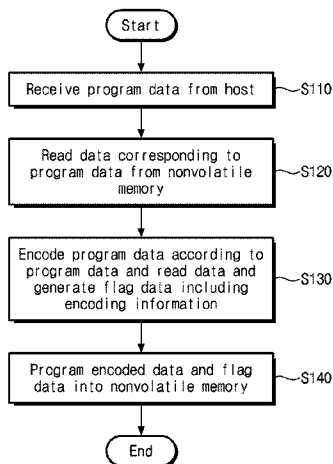 Start
Receive program data from host
S110
Read data corresponding to
program data from nonvolatile
memory
S120
Encode program data according to
program data and read data and
generate flag data including
encoding information
S130
Program encoded data and flag
data into nonvolatile memory
S140
End